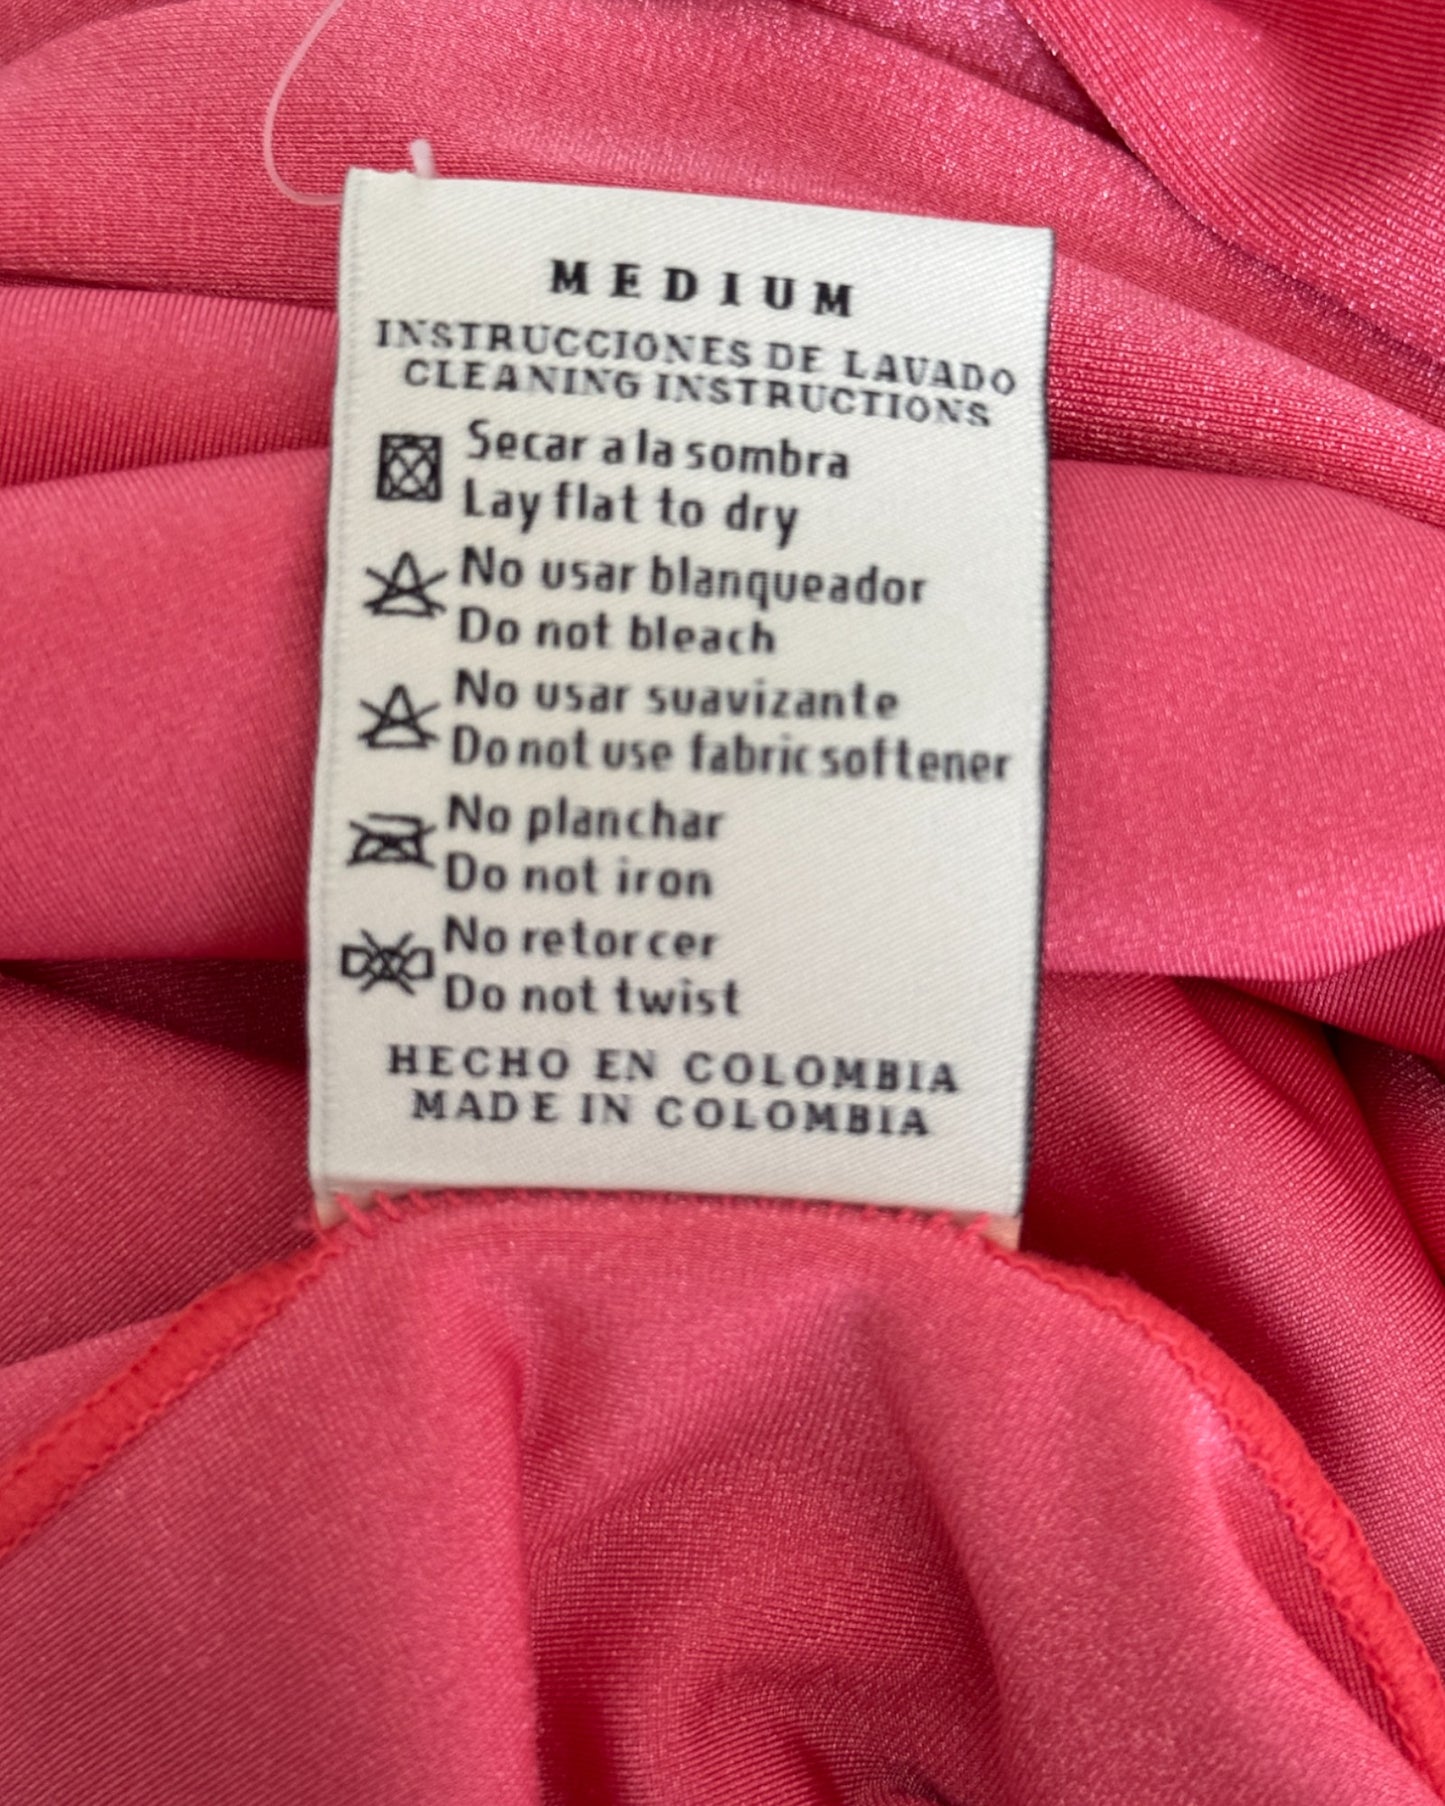 MEDIUM
INSTRUCCIONES DE LAVADO
CLEANING INSTRUCTIONS
Secar a la sombra
Lay flat to dry
No usar blanqueador
Do not bleach
No usar suavizante
Do not use fabric softener
No planchar
Do not iron
No retorcer
Do not twist
HECHO EN COLOMBIA
MADE IN COLOMBIA